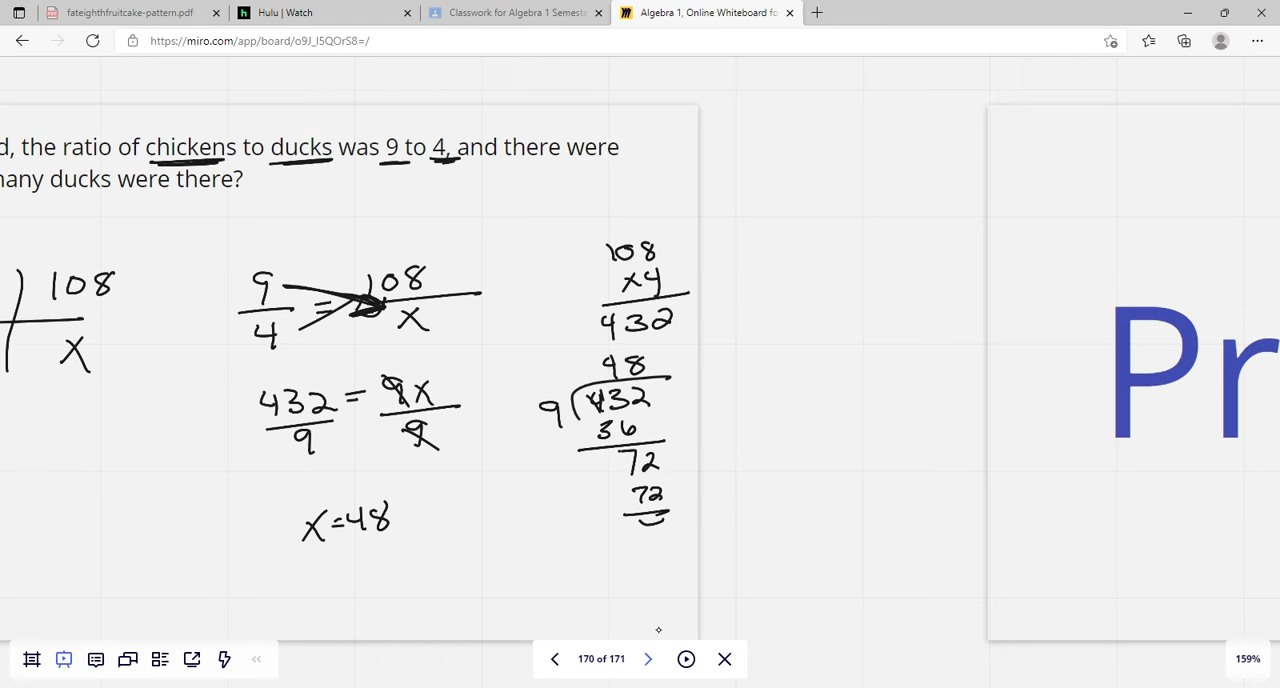 fateighthfruitcake-pattern.pdf
Hulu | Watch
Classwork for Algebra 1 Semeste
Algebra 1, Online Whiteboard fo
https://miro.com/app/board/o9J_l5QOrS8=/
d, the ratio of chickens to ducks was 9 to 4, and there were
many ducks were there?
108
x
9
4
=
108
x
108
x4
432
432
9
=
9x
9
48
9
432
36
72
72
x=48
Pr
170 of 171
159%